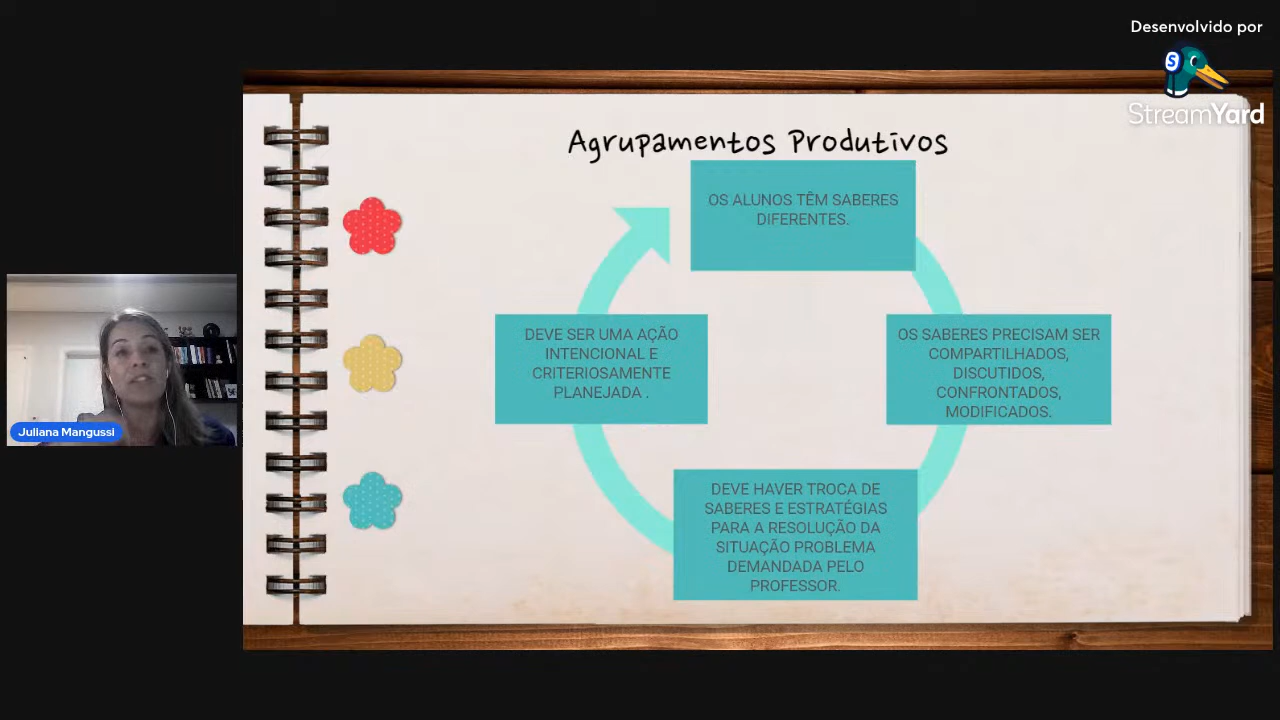 Desenvolvido por
StreamYard
Agrupamentos Produtivos
OS ALUNOS TÊM SABERES
DIFERENTES.
OS SABERES PRECISAM SER
COMPARTILHADOS,
DISCUTIDOS,
CONFRONTADOS,
MODIFICADOS.
DEVE HAVER TROCA DE
SABERES E ESTRATÉGIAS
PARA A RESOLUÇÃO DA
SITUAÇÃO PROBLEMA
DEMANDADA PELO
PROFESSOR.
DEVE SER UMA AÇÃO
INTENCIONAL E
CRITERIOSAMENTE
PLANEJADA .
Juliana Mangussi